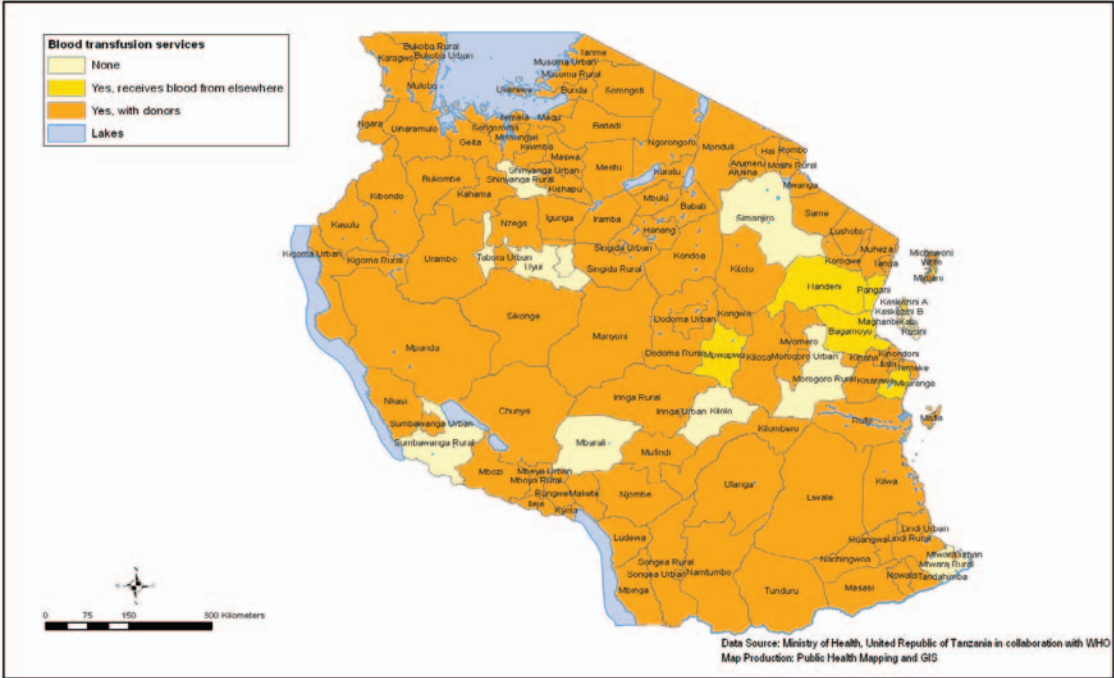 Blood transfusion services
None
Yes, receives blood from elsewhere
Yes, with donors
Lakes
Bukoba Rural
Bukoba Urban
Karagwe
Musoma Urban
Musoma Rural
Bunda
Ngara
Geita
Magu
Kwimba
Maswa
Meatu
Ngorongoro
Monduli
Hai
Rombo
Arumeru
Arusha
Moshi Rural
Mwanga
Karatu
Shinyanga Urban
Shinyanga Rural
Kishapu
Bukombe
Kahama
Kibondo
Mbulu
Babati
Simanjiro
Same
Kasulu
Nzega
Igunga
Iramba
Hanang
Lushoto
Kigoma Urban
Kigoma Rural
Urambo
Tabora Urban
Uyui
Singida Urban
Singida Rural
Kondoa
Kiteto
Korogwe
Muheza
Tanga
Micheweni
Wete
Mkoani
Handeni
Pangani
Kaskazini A
Kaskazini B
Kusini
Sikonge
Manyoni
Dodoma Urban
Kongwa
Bagamoyo
Mpanda
Dodoma Rural
Mpwapwa
Kilosa
Mvomero
Morogoro Urban
Kinondoni
Ilala
Temeke
Kisarawe
Mkuranga
Morogoro Rural
Nkasi
Chunya
Iringa Rural
Iringa Urban
Kilolo
Kilombero
Rufiji
Mafia
Sumbawanga Urban
Sumbawanga Rural
Mbarali
Mufindi
Mbozi
Mbeya Urban
Mbeya Rural
Rungwe
Makete
Ileje
Kyela
Njombe
Ulanga
Liwale
Kilwa
Ludewa
Ruangwa
Lindi Urban
Lindi Rural
Nachingwea
Mtwara Urban
Mtwara Rural
Newala
Tandahimba
Masasi
Songea Rural
Songea Urban
Namtumbo
Mbinga
Tunduru
0 75 150 300 Kilometers
Data Source: Ministry of Health, United Republic of Tanzania in collaboration with WHO
Map Production: Public Health Mapping and GIS